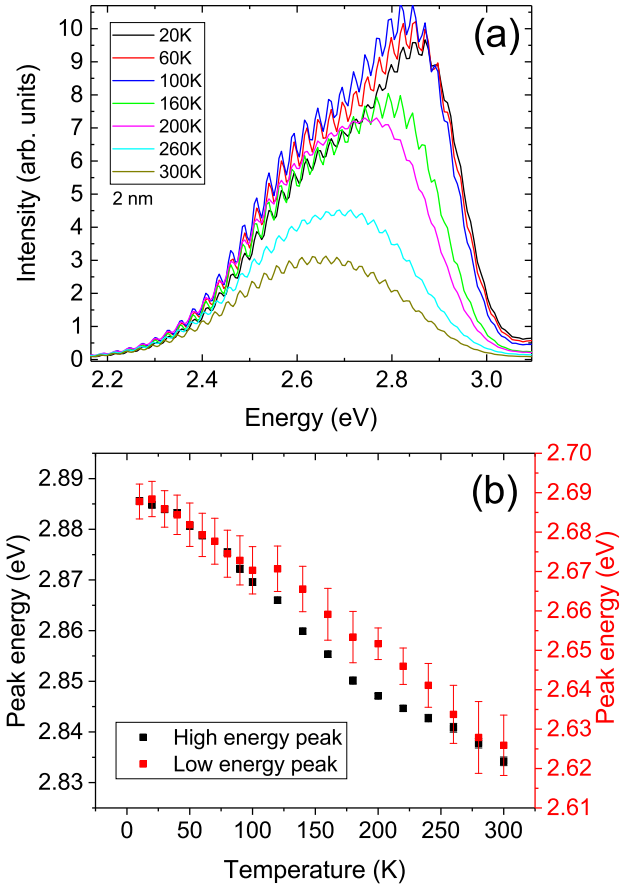 (a)
10
9
8
7
6
5
4
3
2
1
0
Intensity (arb. units)
20K
60K
100K
160K
200K
260K
300K
2 nm
2.2 2.4 2.6 2.8 3.0
Energy (eV)
(b)
2.89
2.88
2.87
2.86
2.85
2.84
2.83
Peak energy (eV)
2.70
2.69
2.68
2.67
2.66
2.65
2.64
2.63
2.62
2.61
Peak energy (eV)
High energy peak
Low energy peak
0 50 100 150 200 250 300
Temperature (K)